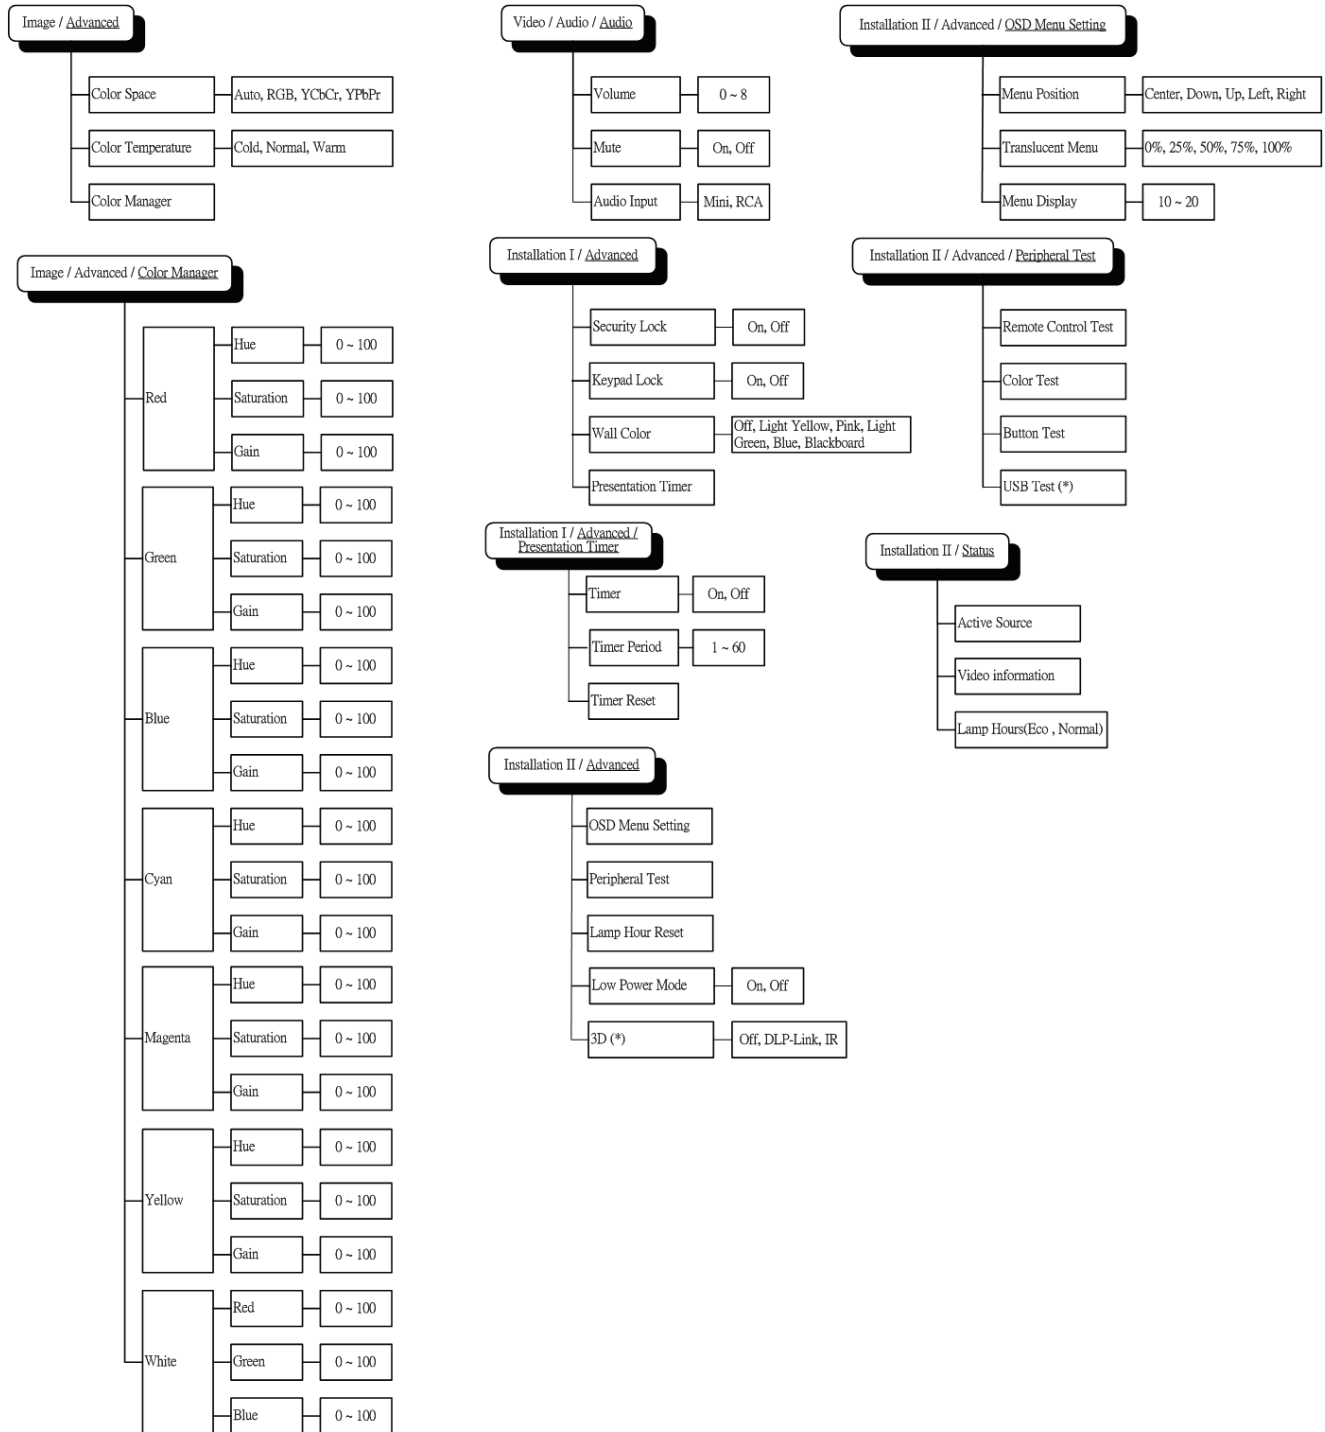 Image / Advanced
Color Space
Auto, RGB, YCbCr, YPbPr
Color Temperature
Cold, Normal, Warm
Color Manager
Image / Advanced / Color Manager
Red
Hue
0 ~ 100
Saturation
0 ~ 100
Gain
0 ~ 100
Green
Hue
0 ~ 100
Saturation
0 ~ 100
Gain
0 ~ 100
Blue
Hue
0 ~ 100
Saturation
0 ~ 100
Gain
0 ~ 100
Cyan
Hue
0 ~ 100
Saturation
0 ~ 100
Gain
0 ~ 100
Magenta
Hue
0 ~ 100
Saturation
0 ~ 100
Gain
0 ~ 100
Yellow
Hue
0 ~ 100
Saturation
0 ~ 100
Gain
0 ~ 100
White
Red
0 ~ 100
Green
0 ~ 100
Blue
0 ~ 100
Video / Audio / Audio
Volume
0 ~ 8
Mute
On, Off
Audio Input
Mini, RCA
Installation I / Advanced
Security Lock
On, Off
Keypad Lock
On, Off
Wall Color
Off, Light Yellow, Pink, Light
Green, Blue, Blackboard
Presentation Timer
Installation I / Advanced /
Presentation Timer
Timer
On, Off
Timer Period
1 ~ 60
Timer Reset
Installation II / Advanced
OSD Menu Setting
Peripheral Test
Lamp Hour Reset
Low Power Mode
On, Off
3D (*)
Off, DLP-Link, IR
Installation II / Advanced / OSD Menu Setting
Menu Position
Center, Down, Up, Left, Right
Translucent Menu
0%, 25%, 50%, 75%, 100%
Menu Display
10 ~ 20
Installation II / Advanced / Peripheral Test
Remote Control Test
Color Test
Button Test
USB Test (*)
Installation II / Status
Active Source
Video information
Lamp Hours(Eco , Normal)